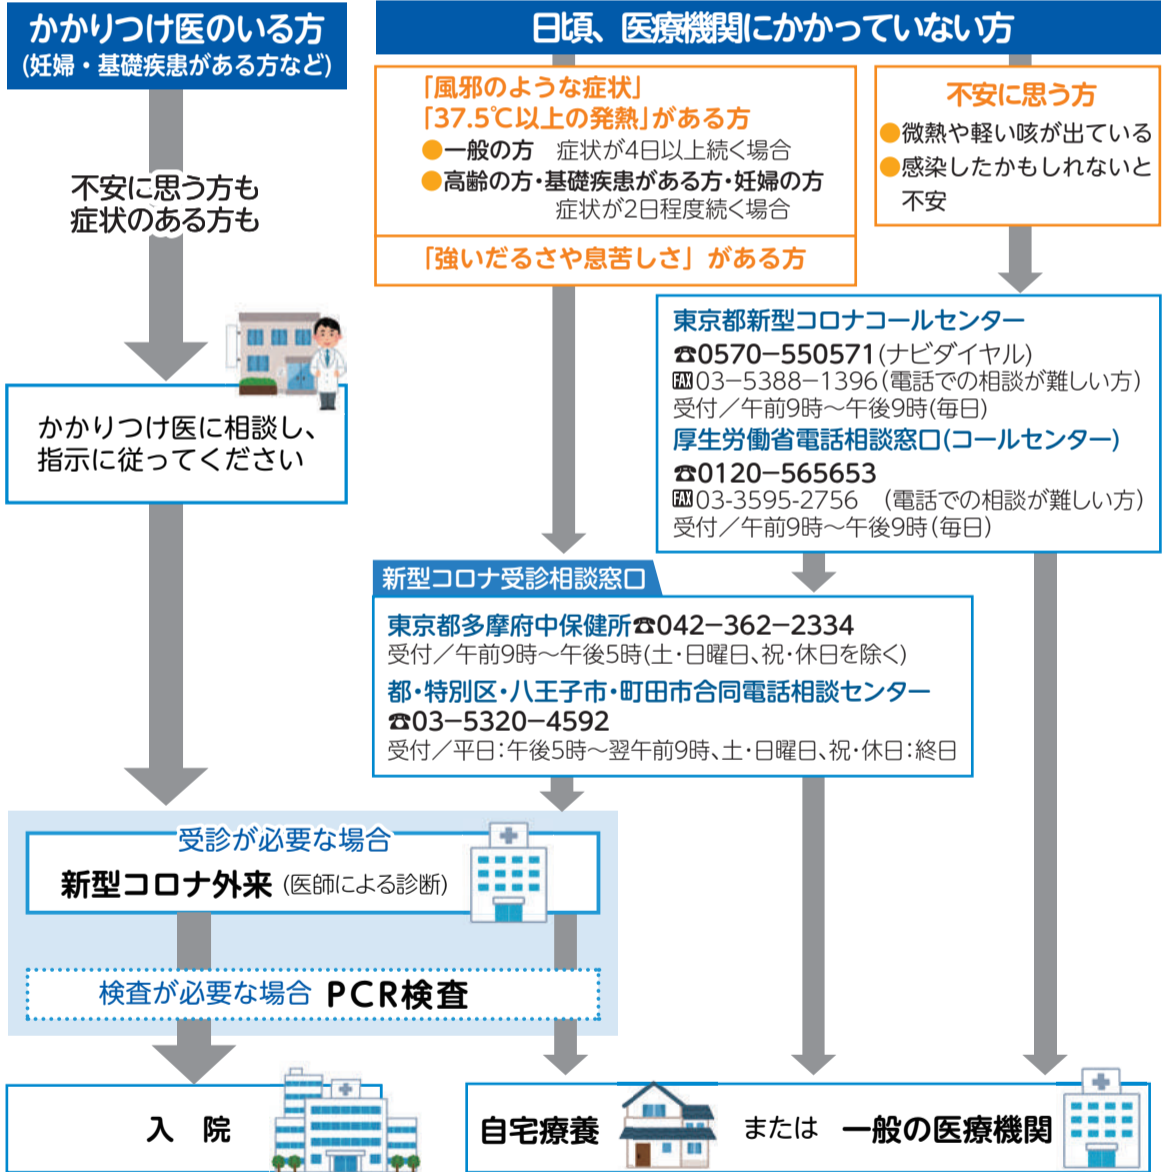 かかりつけ医のいる方
(妊婦・基礎疾患がある方など)
不安に思う方も
症状のある方も
かかりつけ医に相談し、
指示に従ってください
日頃、医療機関にかかっていない方
「風邪のような症状」
「37.5℃以上の発熱」がある方
●一般の方 症状が4日以上続く場合
●高齢の方・基礎疾患がある方・妊婦の方
症状が2日程度続く場合
「強いだるさや息苦しさ」がある方
不安に思う方
●微熱や軽い咳が出ている
●感染したかもしれないと
不安
東京都新型コロナコールセンター
☎0570−550571(ナビダイヤル)
FAX03−5388−1396(電話での相談が難しい方)
受付／午前9時〜午後9時(毎日)
厚生労働省電話相談窓口(コールセンター)
☎0120−565653
FAX03-3595-2756 (電話での相談が難しい方)
受付／午前9時〜午後9時(毎日)
新型コロナ受診相談窓口
東京都多摩府中保健所☎042−362−2334
受付／午前9時〜午後5時(土・日曜日、祝・休日を除く)
都・特別区・八王子市・町田市合同電話相談センター
☎03−5320−4592
受付／平日：午後5時〜翌午前9時、土・日曜日、祝・休日：終日
受診が必要な場合
新型コロナ外来 (医師による診断)
検査が必要な場合 PCR検査
入 院
自宅療養 または 一般の医療機関